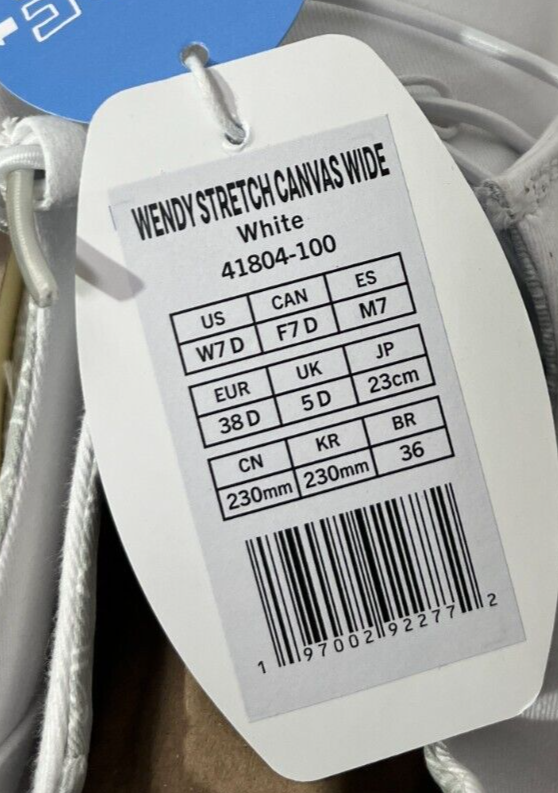 WENDY STRETCH CANVAS WIDE
White
41804-100
US CAN ES
W7 D F7 D M7
EUR UK JP
38 D 5 D 23cm
CN KR BR
230mm 230mm 36
1 97002 92277 2